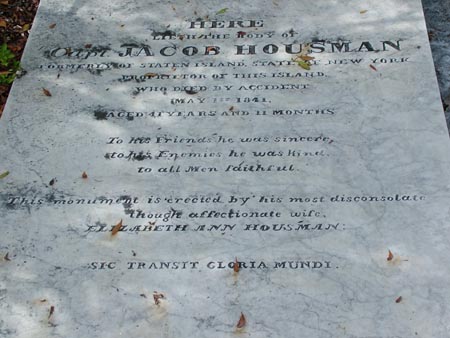 HERE
LIETH THE BODY OF
Capt. JACOB HOUSMAN
FORMERLY OF STATEN ISLAND, STATE OF NEW YORK
PROPRIETOR OF THIS ISLAND.
WHO DIED BY ACCIDENT
MAY 1ST 1841.
AGED 41 YEARS AND 11 MONTHS
To his Friends he was sincere,
to his Enemies he was kind,
to all Men faithful.
This monument is erected by his most disconsolate
though affectionate wife,
ELIZABETH ANN HOUSMAN:
SIC TRANSIT GLORIA MUNDI.